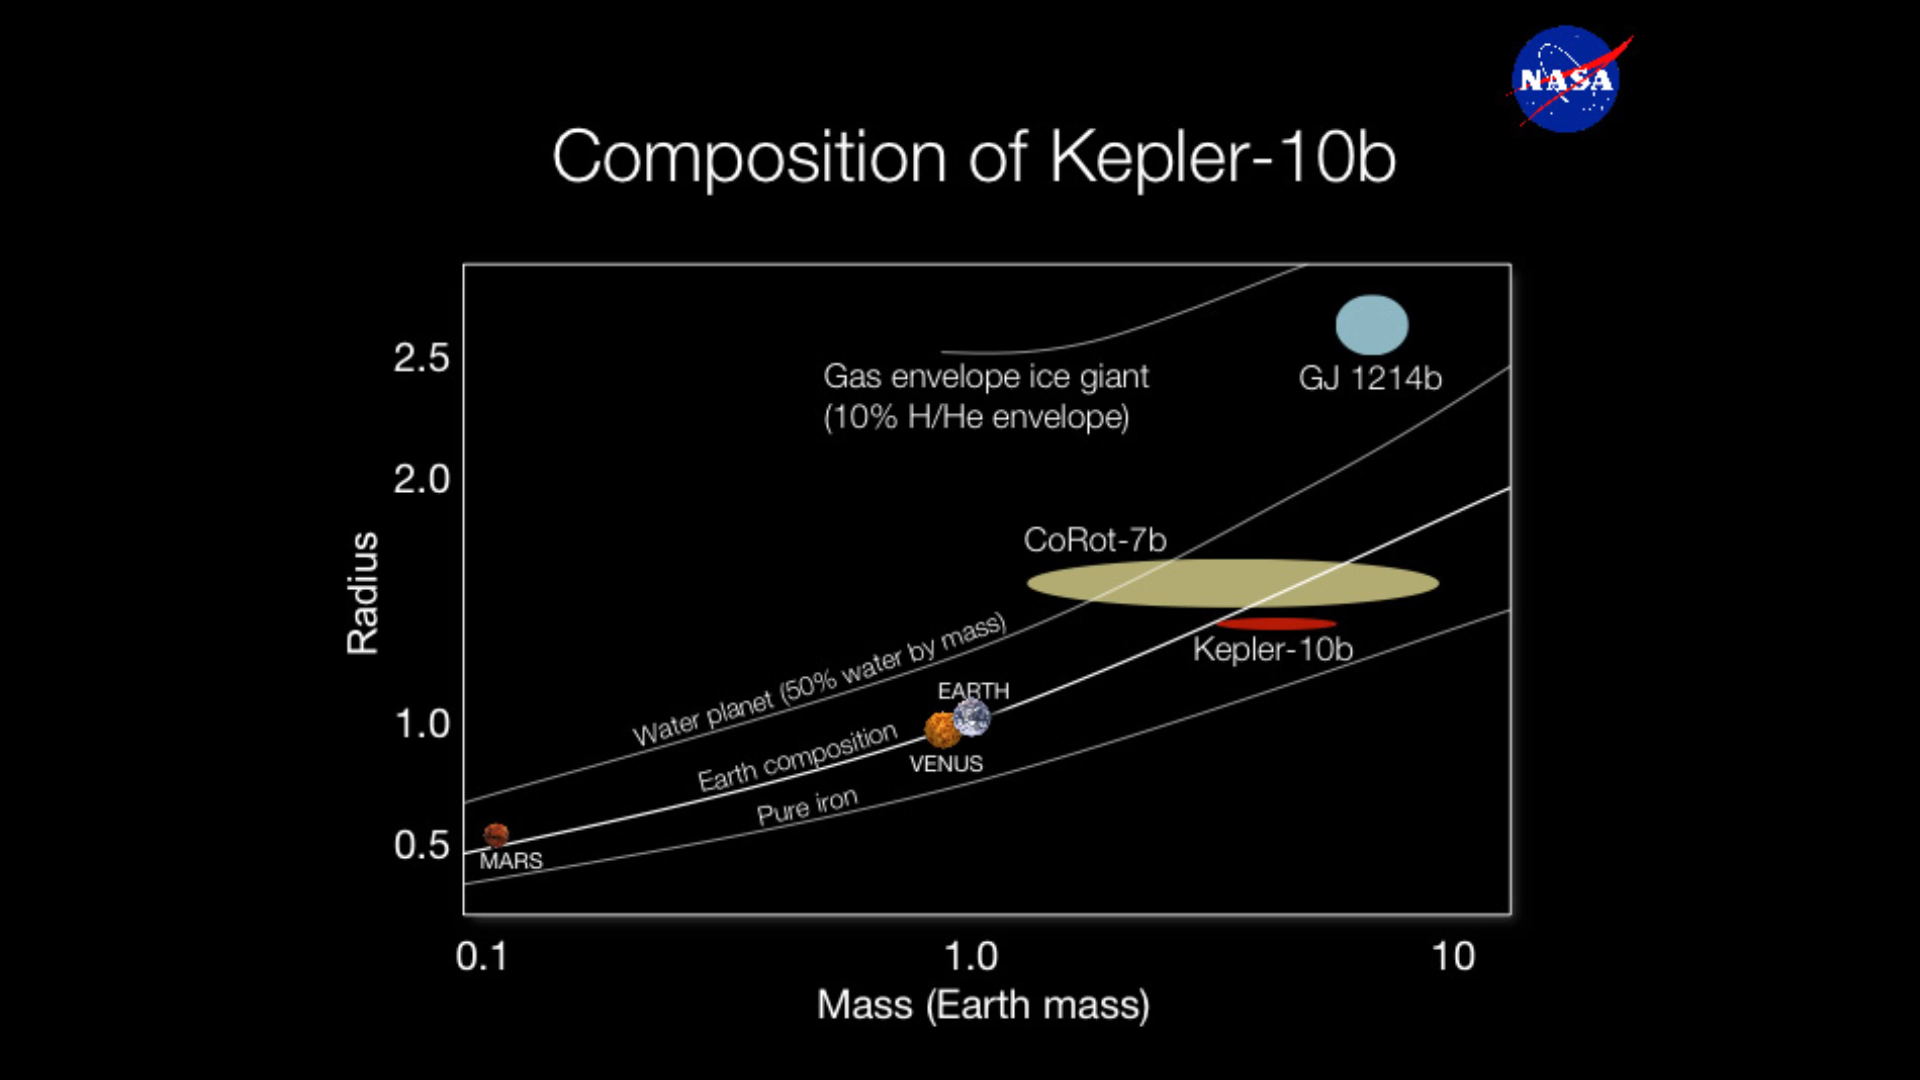 NASA
Composition of Kepler-10b
2.5
2.0
1.0
0.5
Radius
Gas envelope ice giant
(10% H/He envelope)
GJ 1214b
CoRot-7b
Kepler-10b
Water planet (50% water by mass)
EARTH
Earth composition
VENUS
Pure iron
MARS
0.1 1.0 10
Mass (Earth mass)